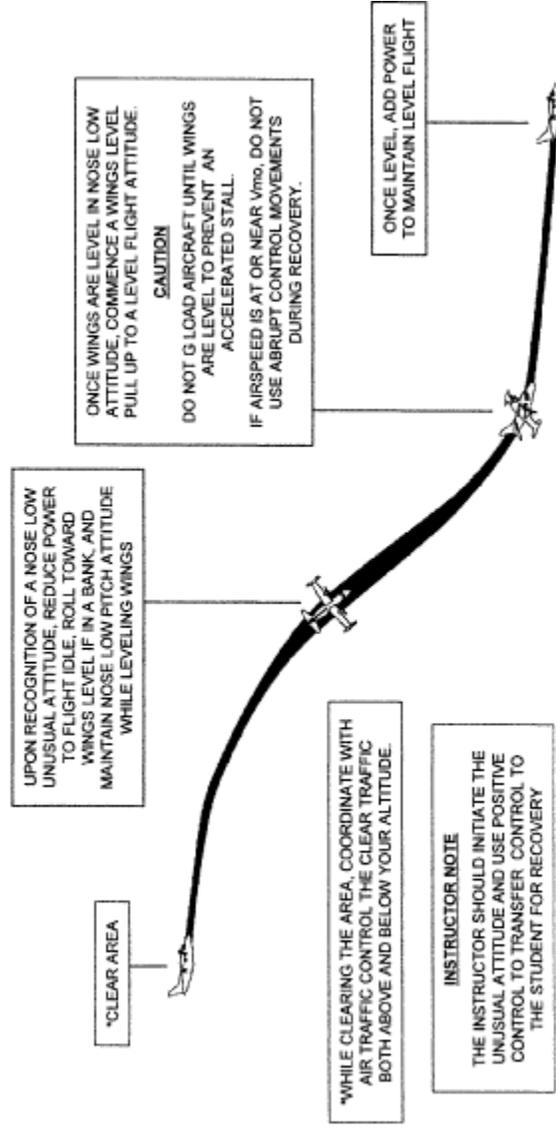 *CLEAR AREA
UPON RECOGNITION OF A NOSE LOW
UNUSUAL ATTITUDE, REDUCE POWER
TO FLIGHT IDLE, ROLL TOWARD
WINGS LEVEL IF IN A BANK, AND
MAINTAIN NOSE LOW PITCH ATTITUDE
WHILE LEVELING WINGS
ONCE WINGS ARE LEVEL IN NOSE LOW
ATTITUDE, COMMENCE A WINGS LEVEL
PULL UP TO A LEVEL FLIGHT ATTITUDE.
CAUTION
DO NOT G LOAD AIRCRAFT UNTIL WINGS
ARE LEVEL TO PREVENT AN
ACCELERATED STALL.
IF AIRSPEED IS AT OR NEAR Vmo, DO NOT
USE ABRUPT CONTROL MOVEMENTS
DURING RECOVERY.
ONCE LEVEL, ADD POWER
TO MAINTAIN LEVEL FLIGHT
*WHILE CLEARING THE AREA, COORDINATE WITH
AIR TRAFFIC CONTROL THE CLEAR TRAFFIC
BOTH ABOVE AND BELOW YOUR ALTITUDE.
INSTRUCTOR NOTE
THE INSTRUCTOR SHOULD INITIATE THE
UNUSUAL ATTITUDE AND USE POSITIVE
CONTROL TO TRANSFER CONTROL TO
THE STUDENT FOR RECOVERY